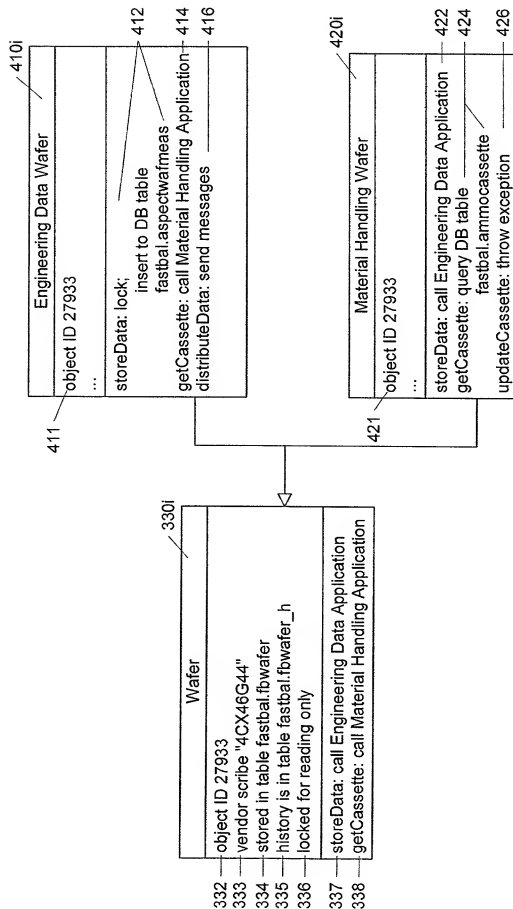 330i
Wafer
332 object ID 27933
333 vendor scribe "4CX46G44"
334 stored in table fastbal.fbwafer
335 history is in table fastbal.fbwafer_h
336 locked for reading only
337 storeData: call Engineering Data Application
338 getCassette: call Material Handling Application
410i
Engineering Data Wafer
411
object ID 27933
...
storeData: lock; 412
insert to DB table
fastbal.aspectwafmeas
getCassette: call Material Handling Application 414
distributeData: send messages 416
420i
Material Handling Wafer
421
object ID 27933
...
storeData: call Engineering Data Application 422
getCassette: query DB table 424
fastbal.ammocassette
updateCassette: throw exception 426